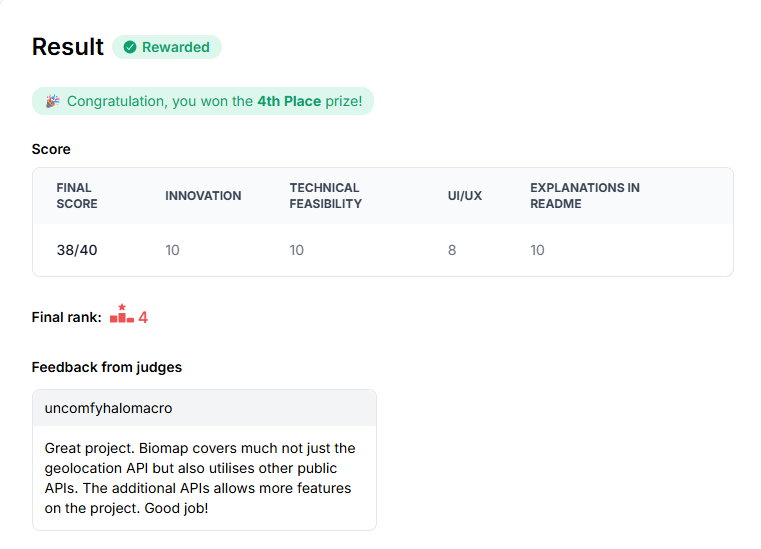 Result Rewarded
Congratulation, you won the 4th Place prize!
Score
FINAL SCORE INNOVATION TECHNICAL FEASIBILITY UI/UX EXPLANATIONS IN README
38/40 10 10 8 10
Final rank: 4
Feedback from judges
uncomfyhalomacro
Great project. Biomap covers much not just the
geolocation API but also utilises other public
APIs. The additional APIs allows more features
on the project. Good job!